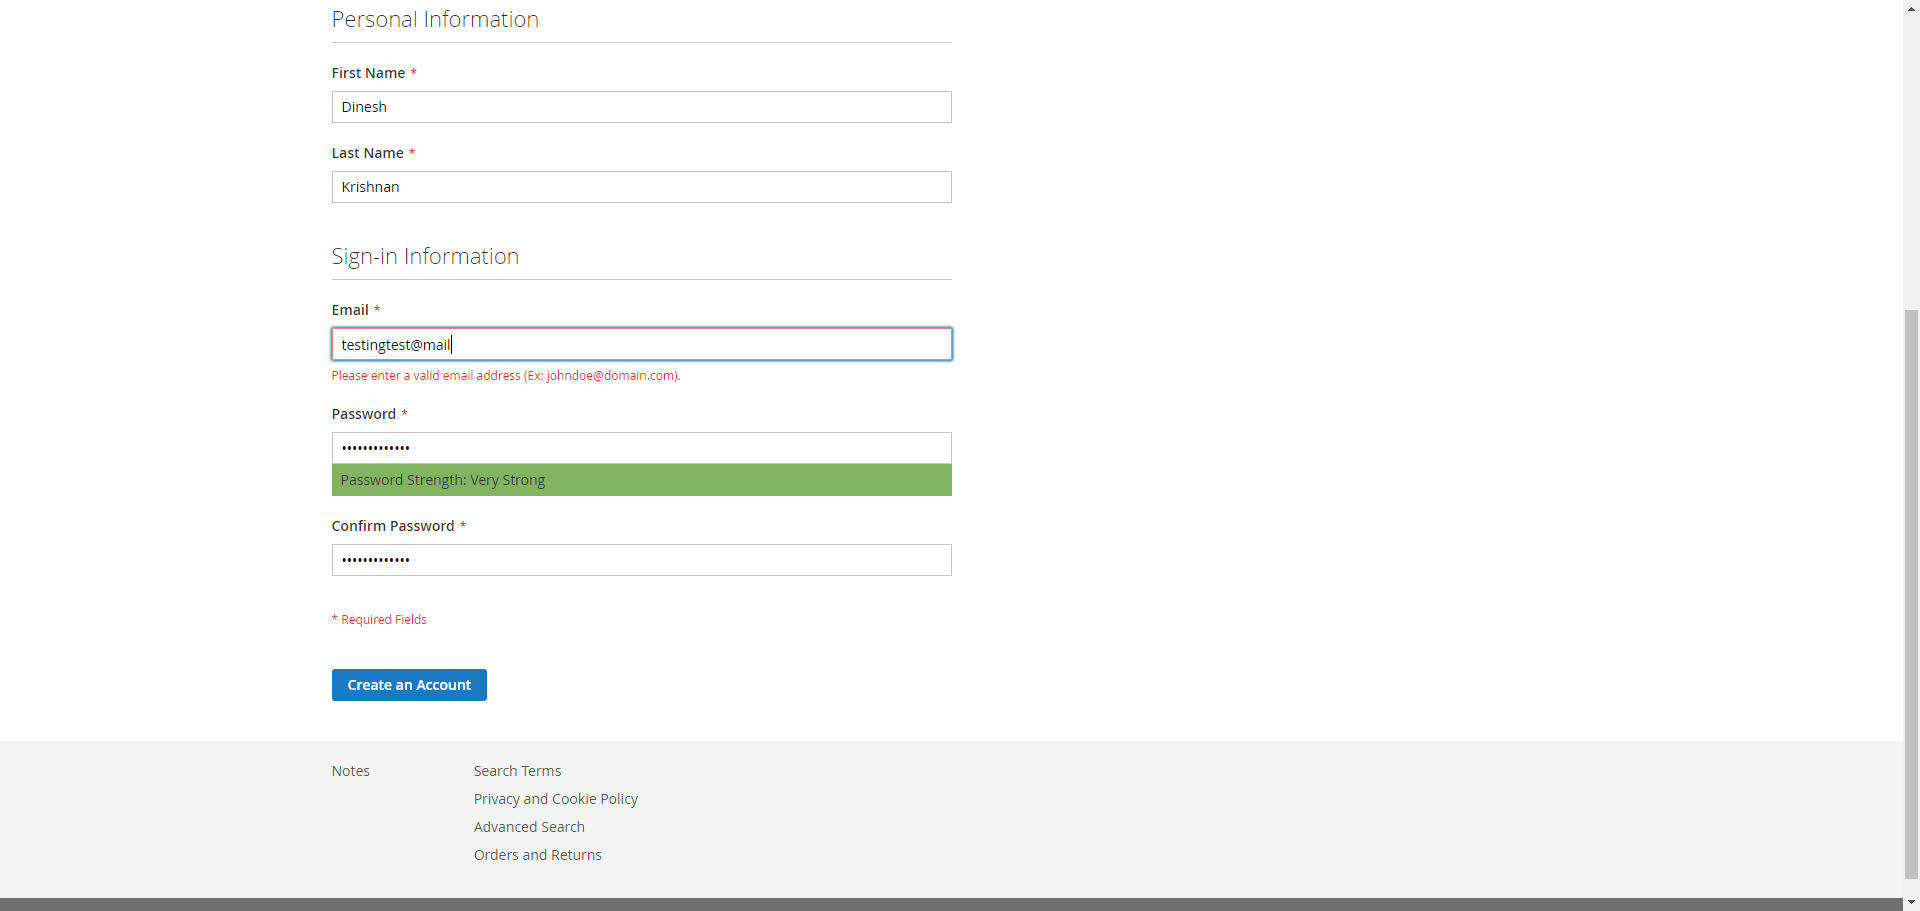 Personal Information
First Name *
Dinesh
Last Name *
Krishnan
Sign-in Information
Email *
testingtest@mail
Please enter a valid email address (Ex: johndoe@domain.com).
Password *
•••••••••••••
Password Strength: Very Strong
Confirm Password *
•••••••••••••
* Required Fields
Create an Account
Notes
Search Terms
Privacy and Cookie Policy
Advanced Search
Orders and Returns